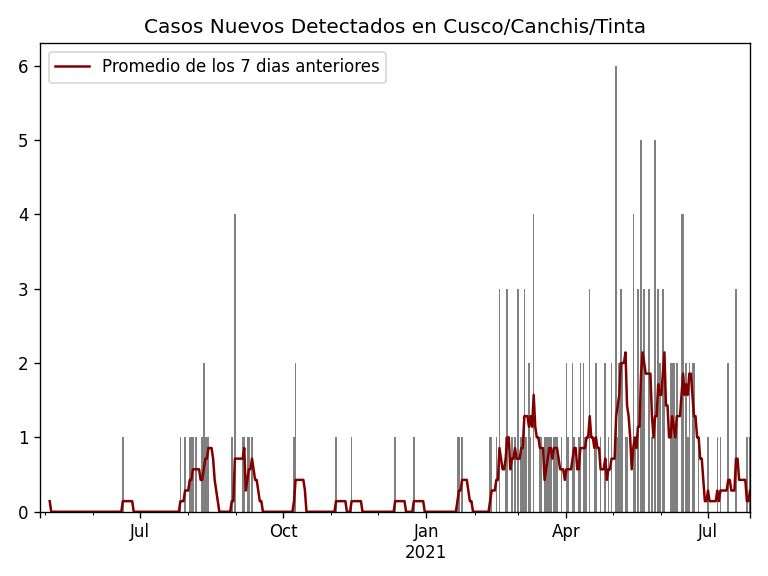 Casos Nuevos Detectados en Cusco/Canchis/Tinta
Promedio de los 7 dias anteriores
6
5
4
3
2
1
0
Jul
Oct
Jan
2021
Apr
Jul